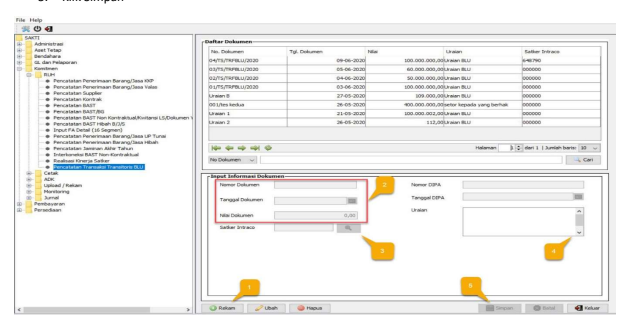 File Help
SAKTI
Administrasi
Aset Tetap
Bendahara
GL dan Pelaporan
Komitmen
RUH
Pencatatan Penerimaan Barang/Jasa KKP
Pencatatan Penerimaan Barang/Jasa Valas
Pencatatan Supplier
Pencatatan Kontrak
Pencatatan BAST
Pencatatan BAST/BG
Pencatatan BAST Non Kontraktual/Kwitansi LS/Dokumen
Pencatatan BAST Hibah B/J/S
Input FA Detail (16 Segmen)
Pencatatan Penerimaan Barang/Jasa UP Tunai
Pencatatan Penerimaan Barang/Jasa Hibah
Pencatatan Jaminan Akhir Tahun
Interkoneksi BAST Non-Kontraktual
Realisasi Kinerja Satker
Pencatatan Transaksi Transitoris BLU
Cetak
ADK
Upload / Rekam
Monitoring
Jurnal
Pembayaran
Persediaan
Daftar Dokumen
No. Dokumen Tgl. Dokumen Nilai Uraian Satker Intraco
04/TS/TRFBLU/2020 09-06-2020 100.000.000,00 Uraian BLU 648790
03/TS/TRFBLU/2020 05-06-2020 60.000.000,00 Uraian BLU 000000
02/TS/TRFBLU/2020 04-06-2020 50.000.000,00 Uraian BLU 000000
01/TS/TRFBLU/2020 03-06-2020 100.000.000,00 Uraian BLU 000000
Uraian 8 27-05-2020 109.000,00 Uraian BLU 000000
001/tes kedua 26-05-2020 400.000.000,00 setor kepada yang berhak 000000
Uraian 1 21-05-2020 100.000.002,00 Uraian BLU 000000
Uraian 2 26-05-2020 112,00 Uraian BLU 000000
Halaman 1 dari 1 | Jumlah baris: 10
No Dokumen Cari
Input Informasi Dokumen
Nomor Dokumen 2 Nomor DIPA
Tanggal Dokumen Tanggal DIPA
Nilai Dokumen 0,00 Uraian
Satker Intraco
3 4
1 5
Rekam Ubah Hapus Simpan Batal Keluar